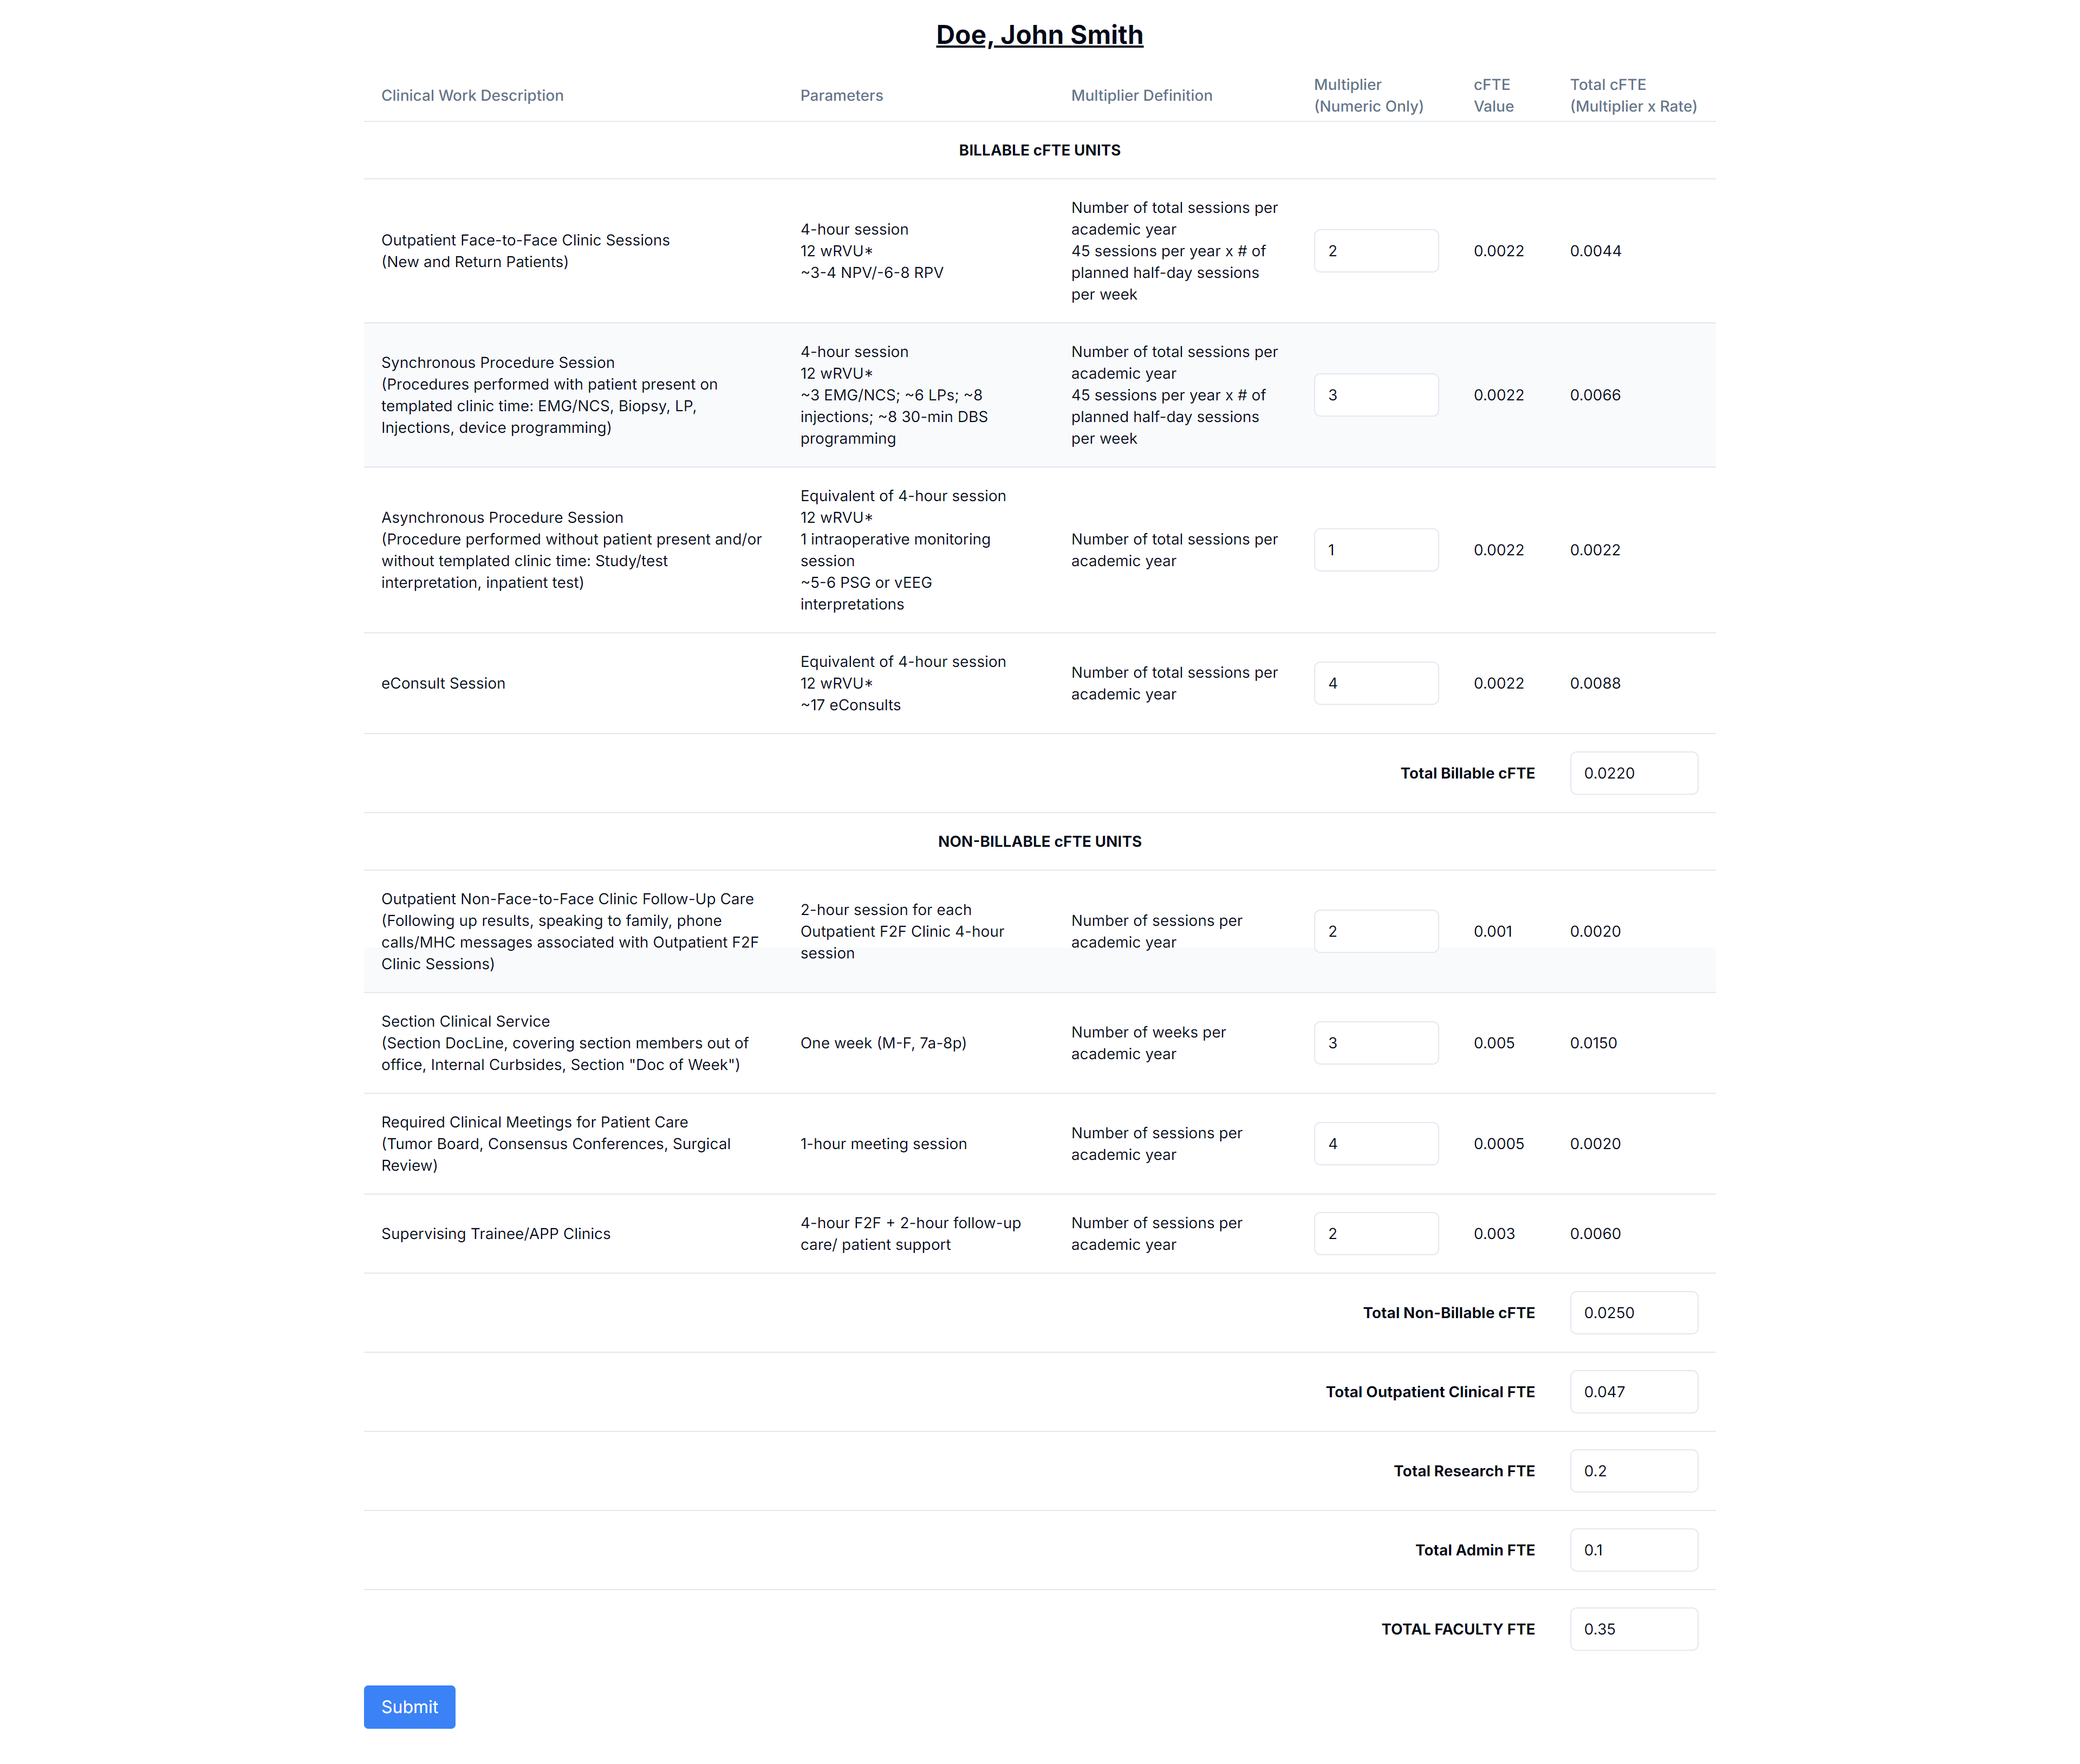 Doe, John Smith
Clinical Work Description
Parameters
Multiplier Definition
Multiplier
(Numeric Only)
cFTE
Value
Total cFTE
(Multiplier x Rate)
BILLABLE cFTE UNITS
Outpatient Face-to-Face Clinic Sessions
(New and Return Patients)
4-hour session
12 wRVU*
~3-4 NPV/-6-8 RPV
Number of total sessions per
academic year
45 sessions per year x # of
planned half-day sessions
per week
2
0.0022
0.0044
Synchronous Procedure Session
(Procedures performed with patient present on
templated clinic time: EMG/NCS, Biopsy, LP,
Injections, device programming)
4-hour session
12 wRVU*
~3 EMG/NCS; ~6 LPs; ~8
injections; ~8 30-min DBS
programming
Number of total sessions per
academic year
45 sessions per year x # of
planned half-day sessions
per week
3
0.0022
0.0066
Asynchronous Procedure Session
(Procedure performed without patient present and/or
without templated clinic time: Study/test
interpretation, inpatient test)
Equivalent of 4-hour session
12 wRVU*
1 intraoperative monitoring
session
~5-6 PSG or vEEG
interpretations
Number of total sessions per
academic year
1
0.0022
0.0022
eConsult Session
Equivalent of 4-hour session
12 wRVU*
~17 eConsults
Number of total sessions per
academic year
4
0.0022
0.0088
Total Billable cFTE
0.0220
NON-BILLABLE cFTE UNITS
Outpatient Non-Face-to-Face Clinic Follow-Up Care
(Following up results, speaking to family, phone
calls/MHC messages associated with Outpatient F2F
Clinic Sessions)
2-hour session for each
Outpatient F2F Clinic 4-hour
session
Number of sessions per
academic year
2
0.001
0.0020
Section Clinical Service
(Section DocLine, covering section members out of
office, Internal Curbsides, Section "Doc of Week")
One week (M-F, 7a-8p)
Number of weeks per
academic year
3
0.005
0.0150
Required Clinical Meetings for Patient Care
(Tumor Board, Consensus Conferences, Surgical
Review)
1-hour meeting session
Number of sessions per
academic year
4
0.0005
0.0020
Supervising Trainee/APP Clinics
4-hour F2F + 2-hour follow-up
care/ patient support
Number of sessions per
academic year
2
0.003
0.0060
Total Non-Billable cFTE
0.0250
Total Outpatient Clinical FTE
0.047
Total Research FTE
0.2
Total Admin FTE
0.1
TOTAL FACULTY FTE
0.35
Submit